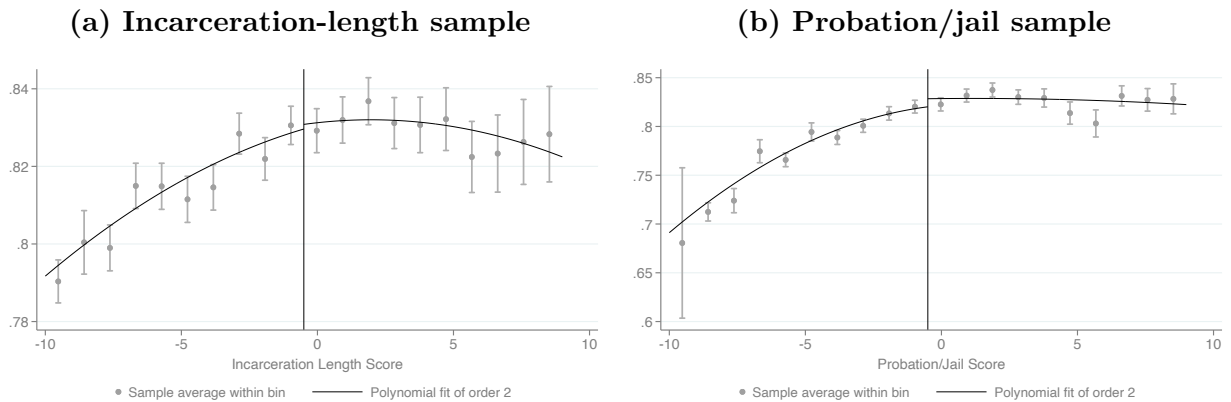 (a) Incarceration-length sample
.84
.82
.8
.78
-10
-5
0
5
10
Incarceration Length Score
Sample average within bin
Polynomial fit of order 2
(b) Probation/jail sample
.85
.8
.75
.7
.65
.6
-10
-5
0
5
10
Probation/Jail Score
Sample average within bin
Polynomial fit of order 2